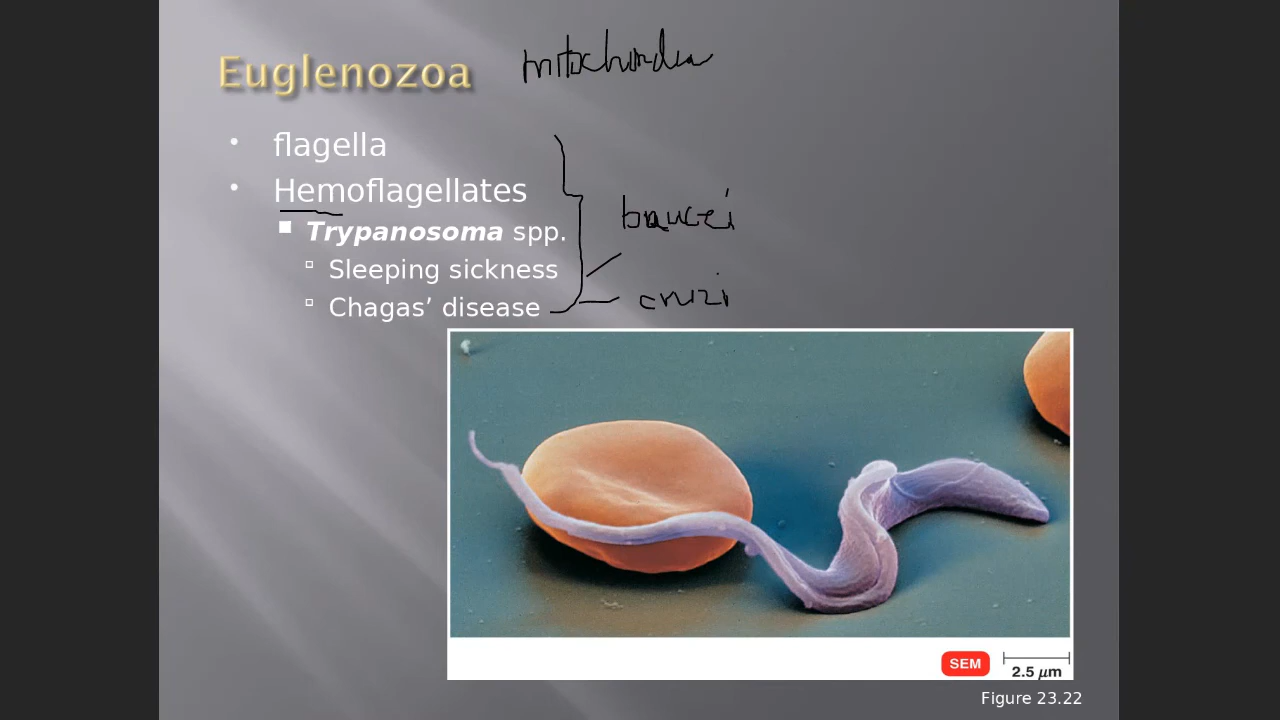 Euglenozoa
mitochondria
• flagella
• Hemoflagellates
■ Trypanosoma spp.
▫ Sleeping sickness
▫ Chagas’ disease
brucei
cruzi
SEM
2.5 μm
Figure 23.22